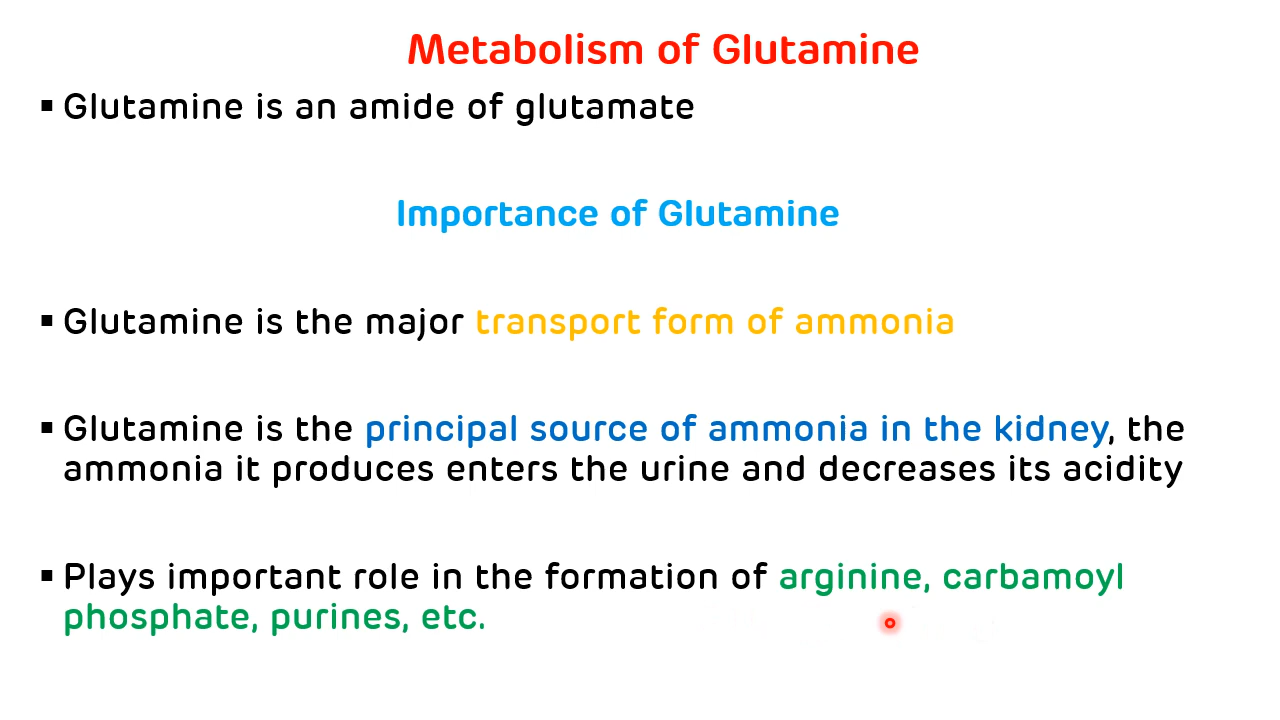 Metabolism of Glutamine
▪ Glutamine is an amide of glutamate
Importance of Glutamine
▪ Glutamine is the major transport form of ammonia
▪ Glutamine is the principal source of ammonia in the kidney, the
ammonia it produces enters the urine and decreases its acidity
▪ Plays important role in the formation of arginine, carbamoyl
phosphate, purines, etc.